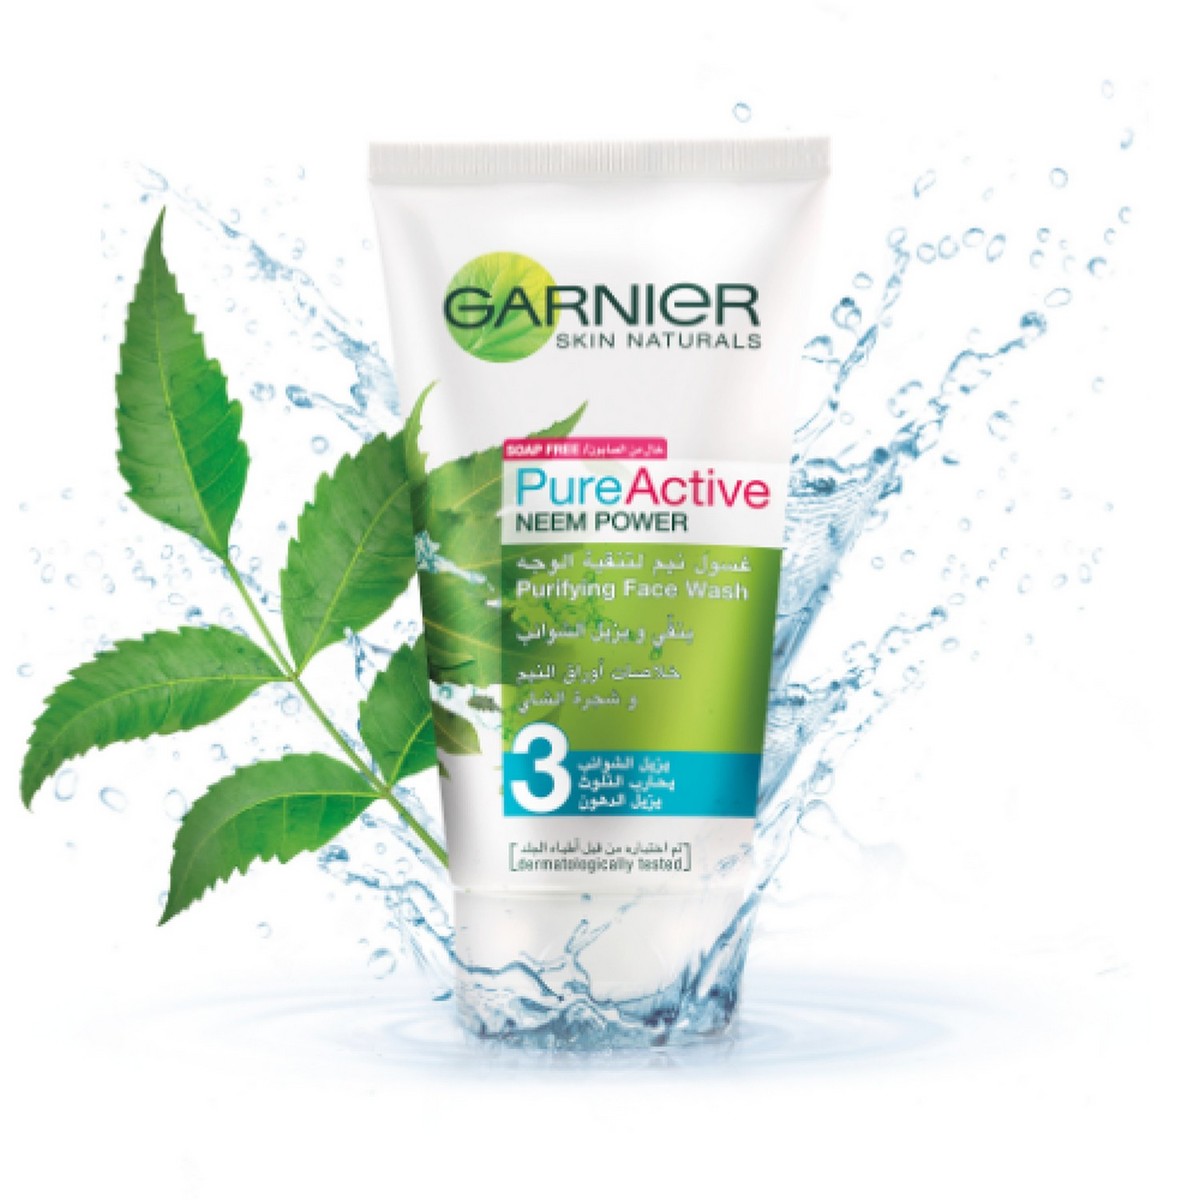 GARNIER
SKIN NATURALS
SOAP FREE /خال من الصابون
PureActive
NEEM POWER
غسول نيم لتنقية الوجه
Purifying Face Wash
ينقّي و يزيل الشوائب
خلاصات أوراق النيم
و شجرة الشاي
3
يزيل الشوائب
يحارب التلوث
يزيل الدهون
[تم اختباره من قبل أطباء الجلد
dermatologically tested]